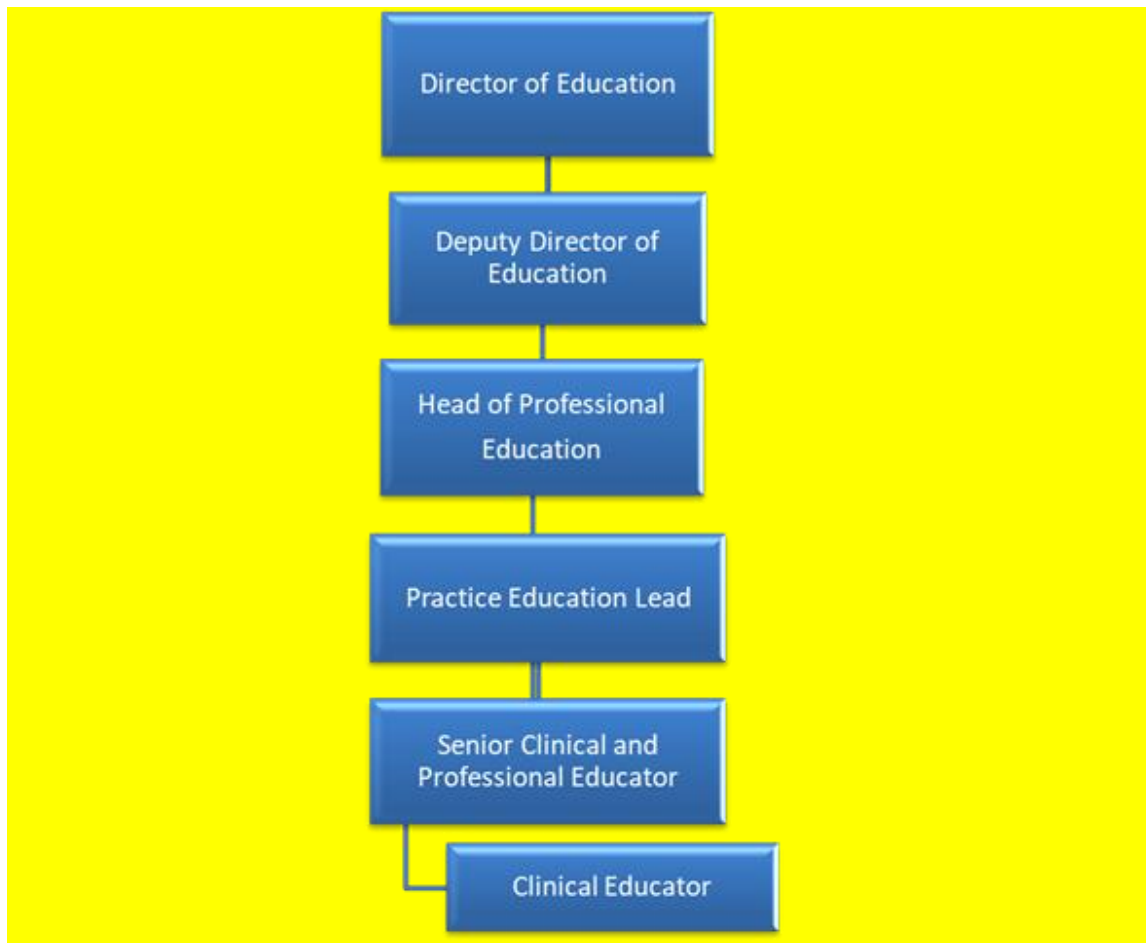 Director of Education
Deputy Director of
Education
Head of Professional
Education
Practice Education Lead
Senior Clinical and
Professional Educator
Clinical Educator